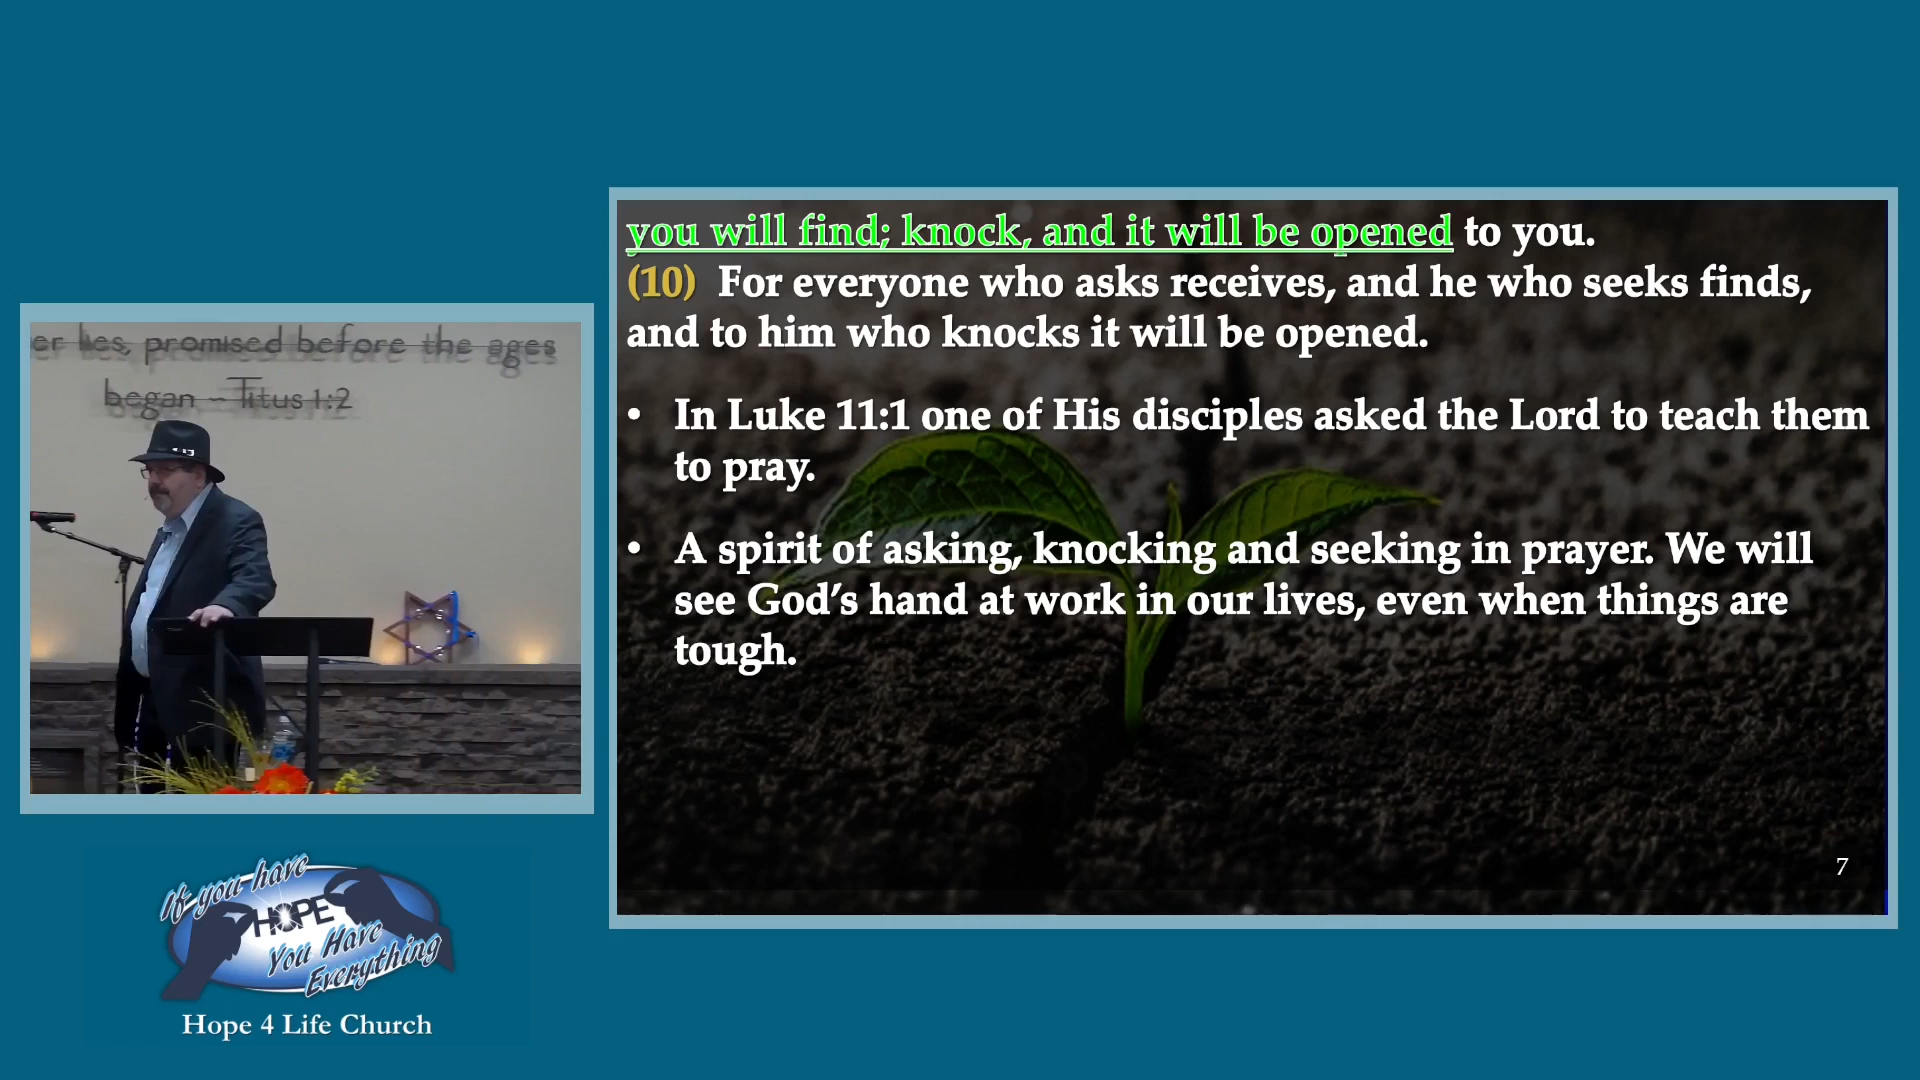 er lies, promised before the ages
began ~ Titus 1:2
If you have
HOPE
You Have
Everything
Hope 4 Life Church
you will find; knock, and it will be opened to you.
(10) For everyone who asks receives, and he who seeks finds,
and to him who knocks it will be opened.
• In Luke 11:1 one of His disciples asked the Lord to teach them
to pray.
• A spirit of asking, knocking and seeking in prayer. We will
see God’s hand at work in our lives, even when things are
tough.
7